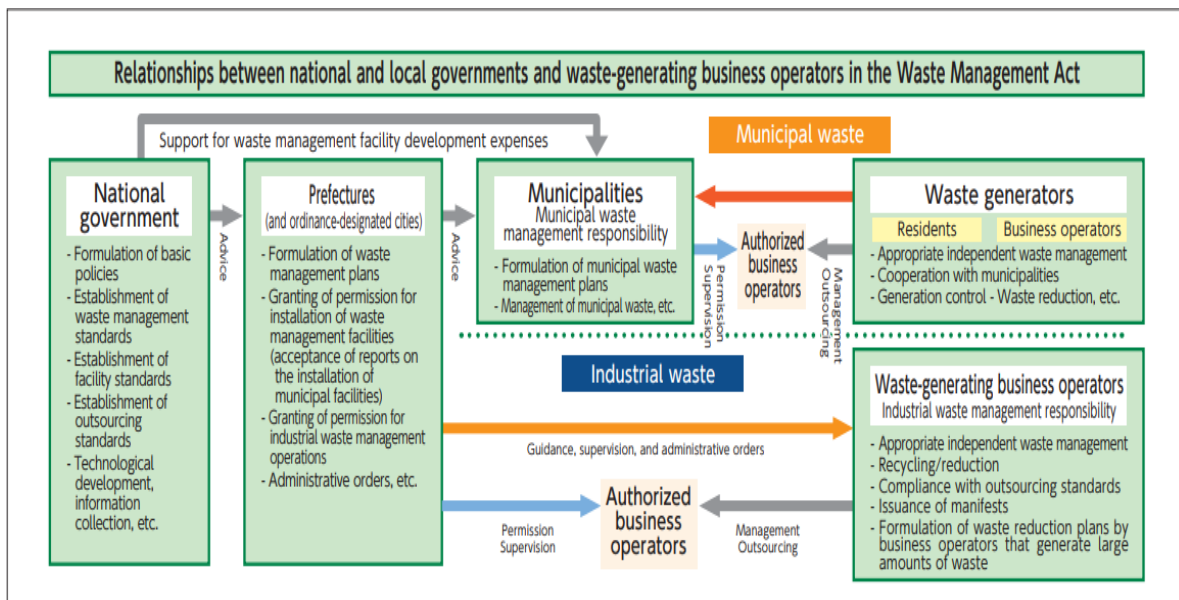 Relationships between national and local governments and waste-generating business operators in the Waste Management Act
Support for waste management facility development expenses
Municipal waste
National
government
- Formulation of basic
policies
- Establishment of
waste management
standards
- Establishment of
facility standards
- Establishment of
outsourcing
standards
- Technological
development,
information
collection, etc.
Advice
Prefectures
(and ordinance-designated cities)
- Formulation of waste
management plans
- Granting of permission for
installation of waste
management facilities
(acceptance of reports on
the installation of
municipal facilities)
- Granting of permission for
industrial waste management
operations
- Administrative orders, etc.
Advice
Municipalities
Municipal waste
management responsibility
- Formulation of municipal waste
management plans
- Management of municipal waste, etc.
Permission
Supervision
Authorized
business
operators
Management
Outsourcing
Waste generators
Residents
Business operators
- Appropriate independent waste management
- Cooperation with municipalities
- Generation control - Waste reduction, etc.
Industrial waste
Guidance, supervision, and administrative orders
Permission
Supervision
Authorized
business
operators
Management
Outsourcing
Waste-generating business operators
Industrial waste management responsibility
- Appropriate independent waste management
- Recycling/reduction
- Compliance with outsourcing standards
- Issuance of manifests
- Formulation of waste reduction plans by
business operators that generate large
amounts of waste